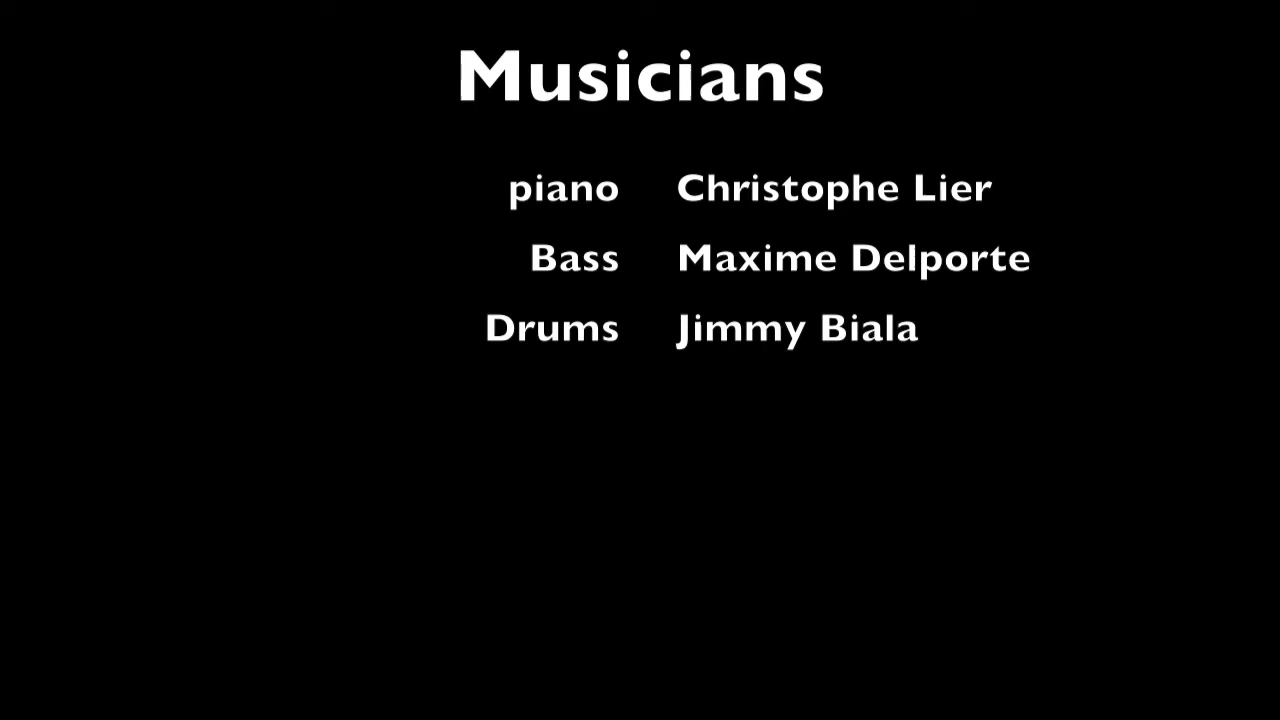 Musicians
piano Christophe Lier
Bass Maxime Delporte
Drums Jimmy Biala